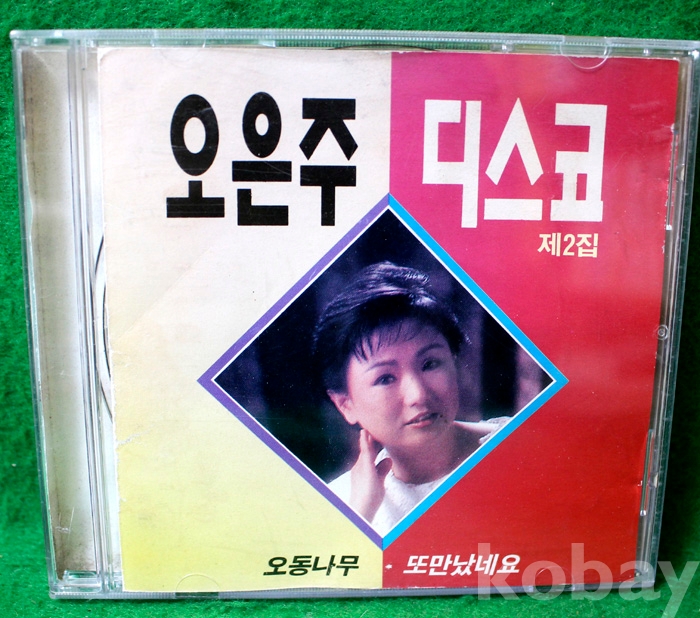 오은주 디스코
제2집
오동나무 · 또만났네요
kobay